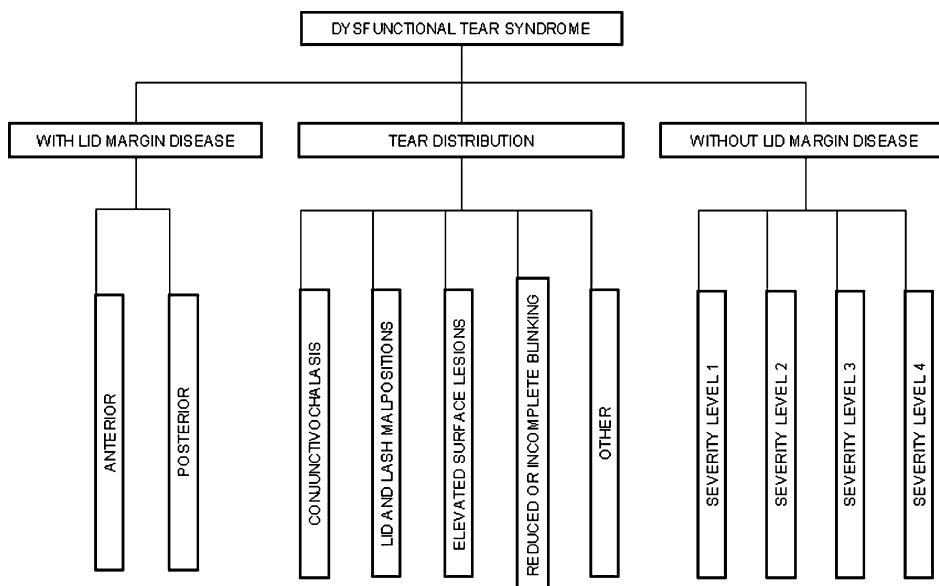 DYSFUNCTIONAL TEAR SYNDROME
WITH LID MARGIN DISEASE
TEAR DISTRIBUTION
WITHOUT LID MARGIN DISEASE
ANTERIOR
POSTERIOR
CONJUNCTIVOCHALASIS
LID AND LASH MALPOSITIONS
ELEVATED SURFACE LESIONS
REDUCED OR INCOMPLETE BLINKING
OTHER
SEVERITY LEVEL 1
SEVERITY LEVEL 2
SEVERITY LEVEL 3
SEVERITY LEVEL 4